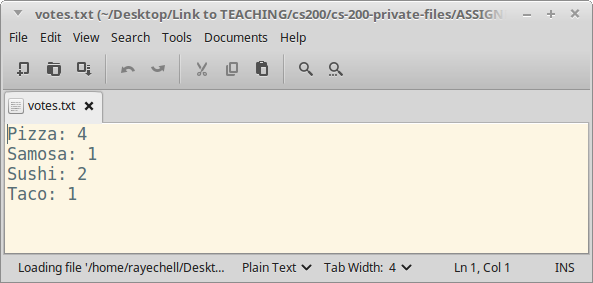 votes.txt (~/Desktop/Link to TEACHING/cs200/cs-200-private-files/ASSIGN
File Edit View Search Tools Documents Help
votes.txt
Pizza: 4
Samosa: 1
Sushi: 2
Taco: 1
Loading file '/home/rayechell/Deskt... Plain Text Tab Width: 4 Ln 1, Col 1 INS